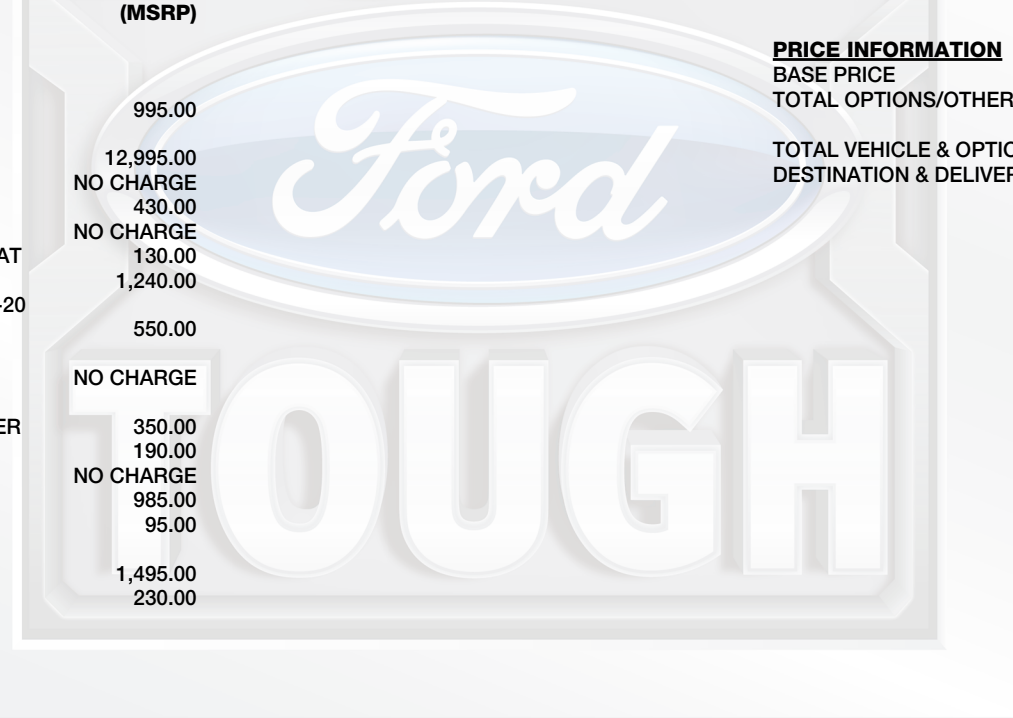 (MSRP)
995.00
12,995.00
NO CHARGE
430.00
NO CHARGE
AT 130.00
1,240.00
-20
550.00
NO CHARGE
ER 350.00
190.00
NO CHARGE
985.00
95.00
1,495.00
230.00
PRICE INFORMATION
BASE PRICE
TOTAL OPTIONS/OTHER
TOTAL VEHICLE & OPTIO
DESTINATION & DELIVER
Ford
TOUGH